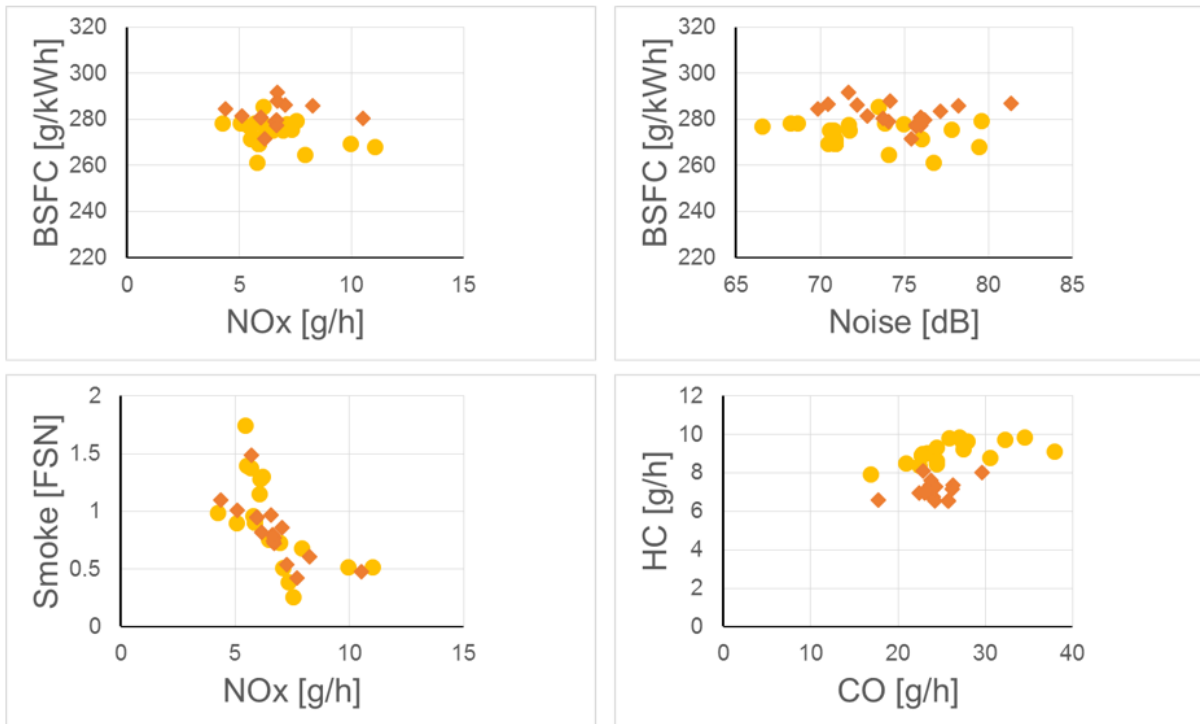 320
300
280
260
240
220
BSFC [g/kWh]
0 5 10 15
NOx [g/h]
320
300
280
260
240
220
BSFC [g/kWh]
65 70 75 80 85
Noise [dB]
2
1.5
1
0.5
0
Smoke [FSN]
0 5 10 15
NOx [g/h]
12
10
8
6
4
2
0
HC [g/h]
0 10 20 30 40
CO [g/h]